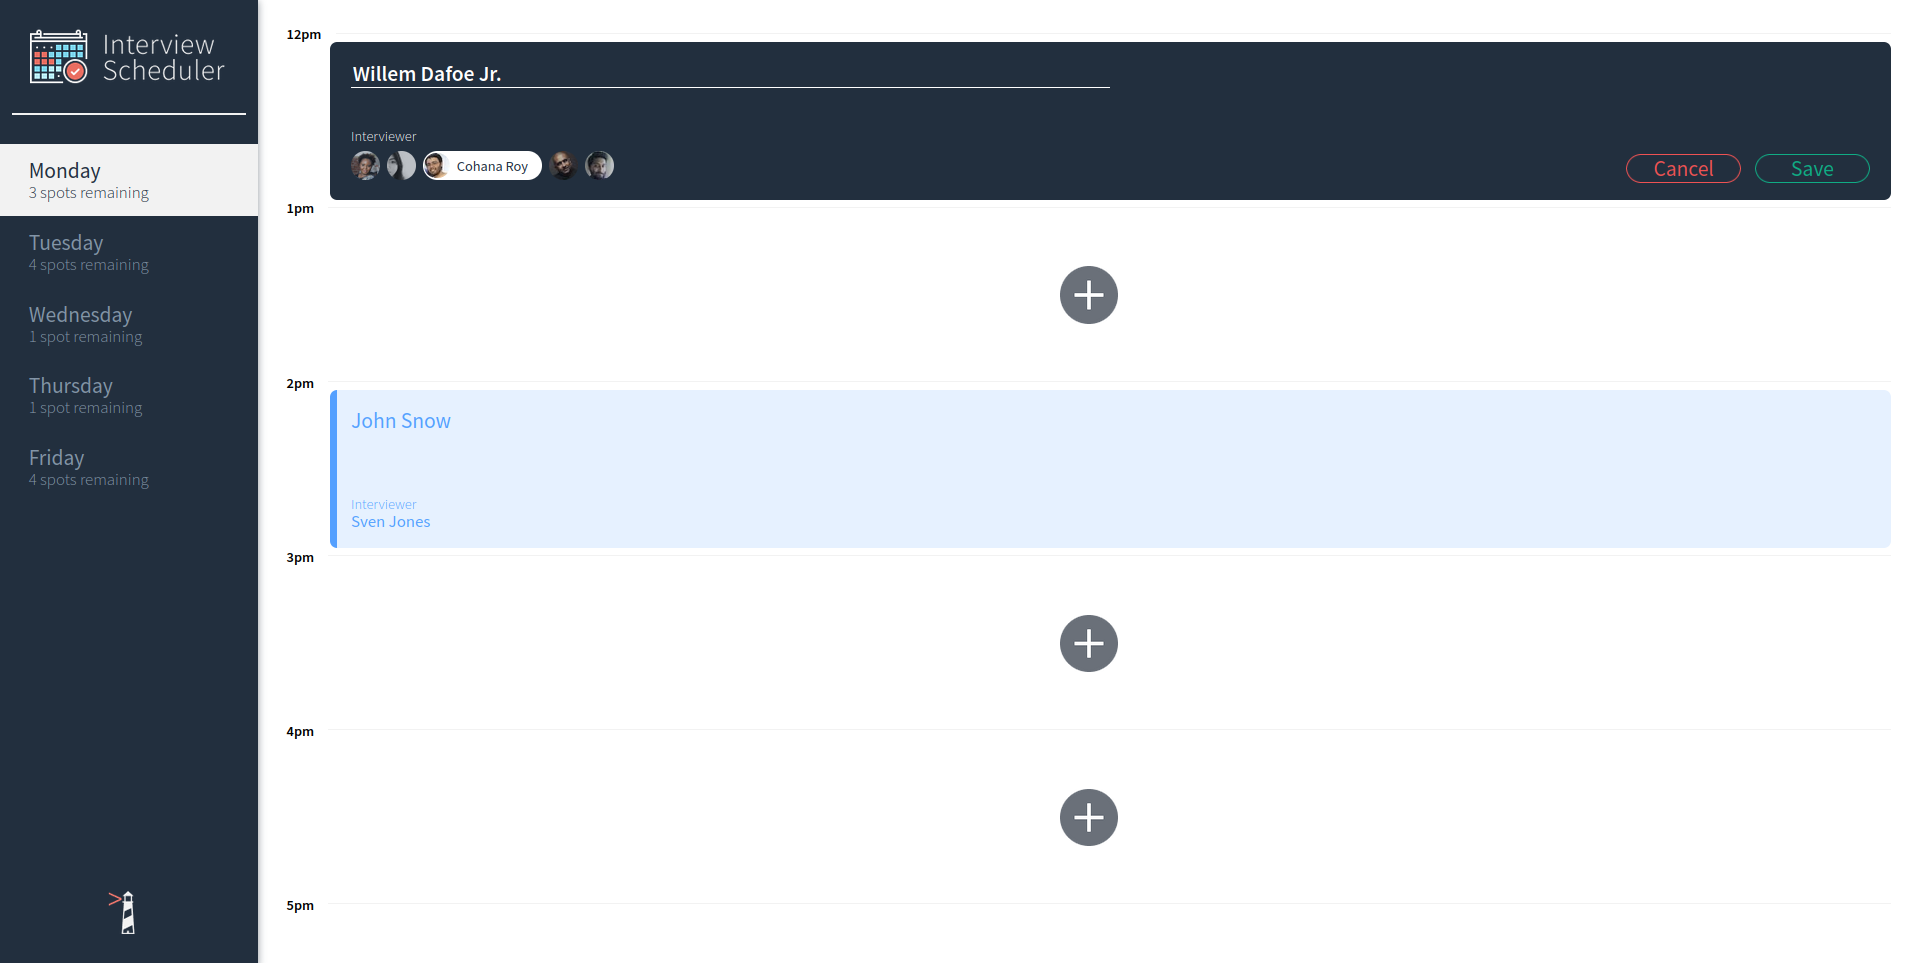 Interview
Scheduler
Monday
3 spots remaining
Tuesday
4 spots remaining
Wednesday
1 spot remaining
Thursday
1 spot remaining
Friday
4 spots remaining
12pm
Willem Dafoe Jr.
Interviewer
Cohana Roy
Cancel
Save
1pm
2pm
John Snow
Interviewer
Sven Jones
3pm
4pm
5pm